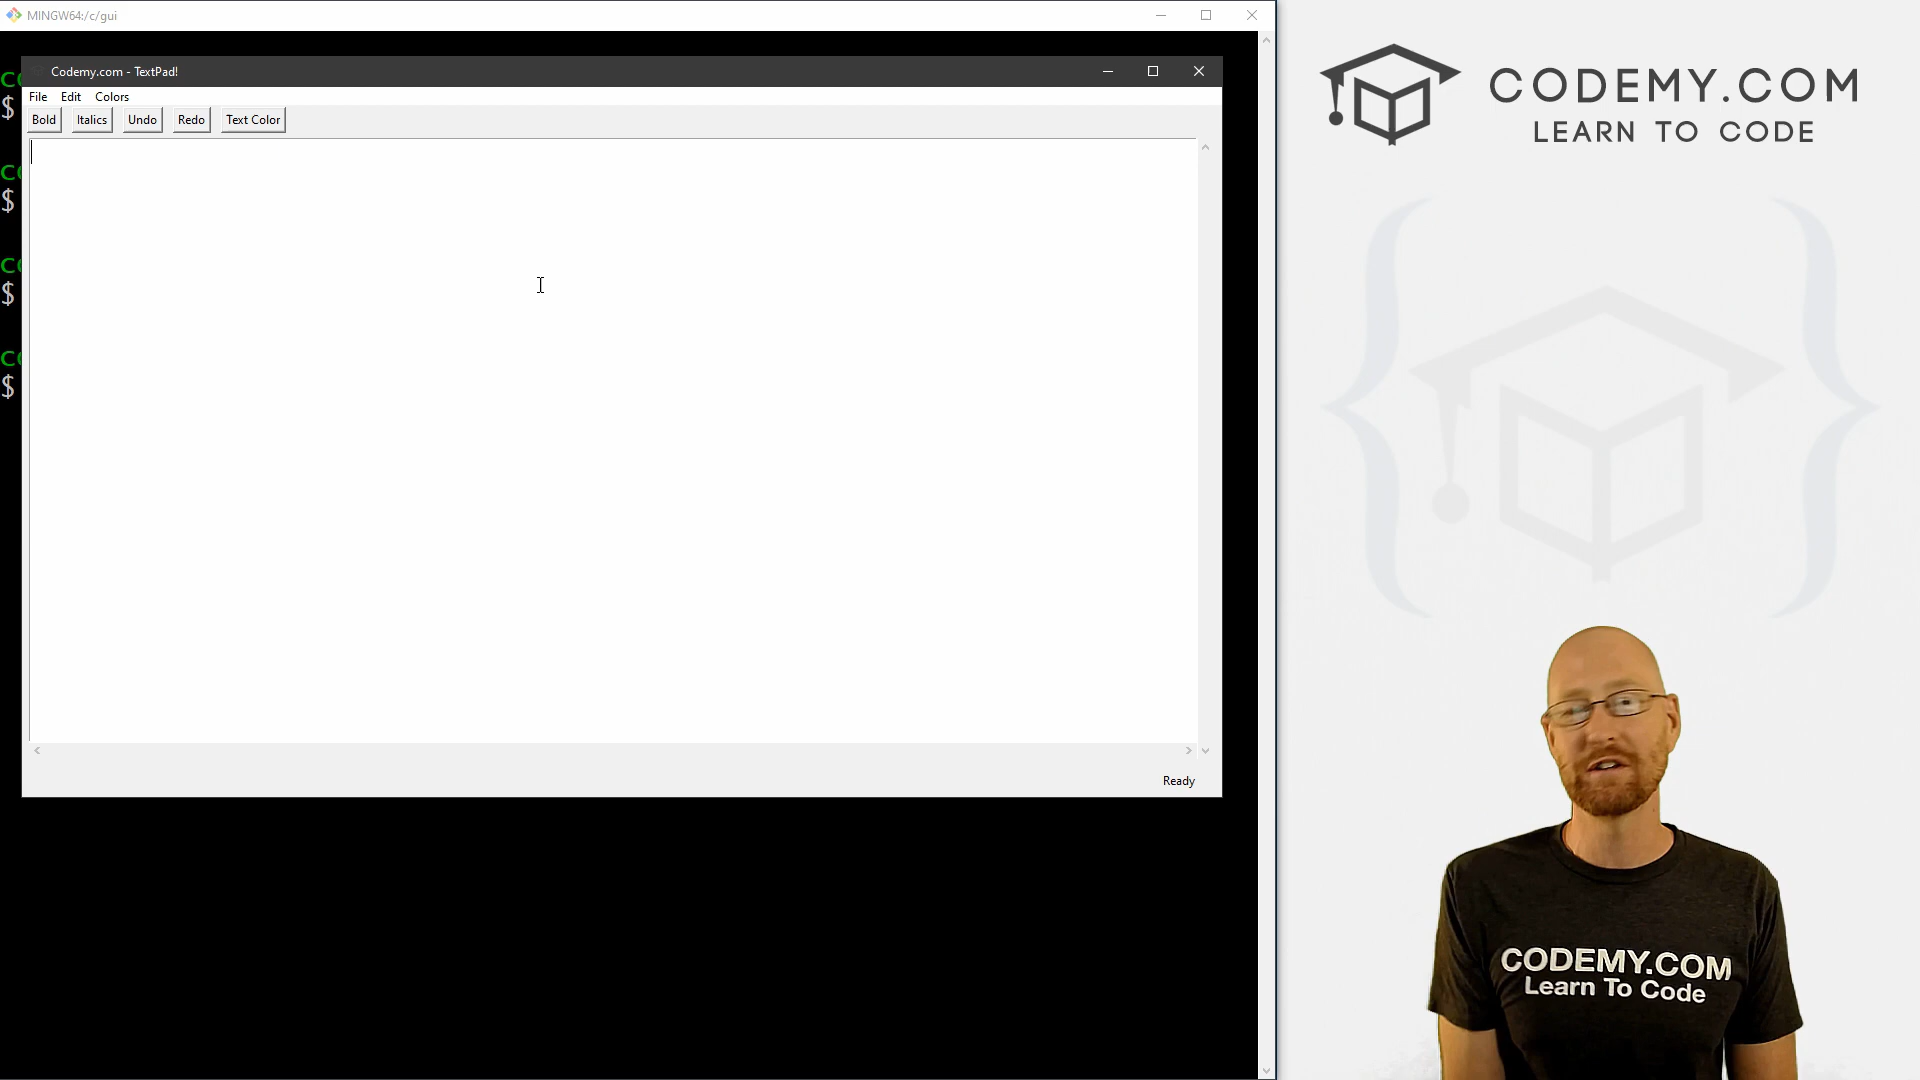 MINGW64:/c/gui
Codemy.com - TextPad!
File Edit Colors
Bold Italics Undo Redo Text Color
$
$
$
$
Ready
CODEMY.COM
LEARN TO CODE
CODEMY.COM
Learn To Code